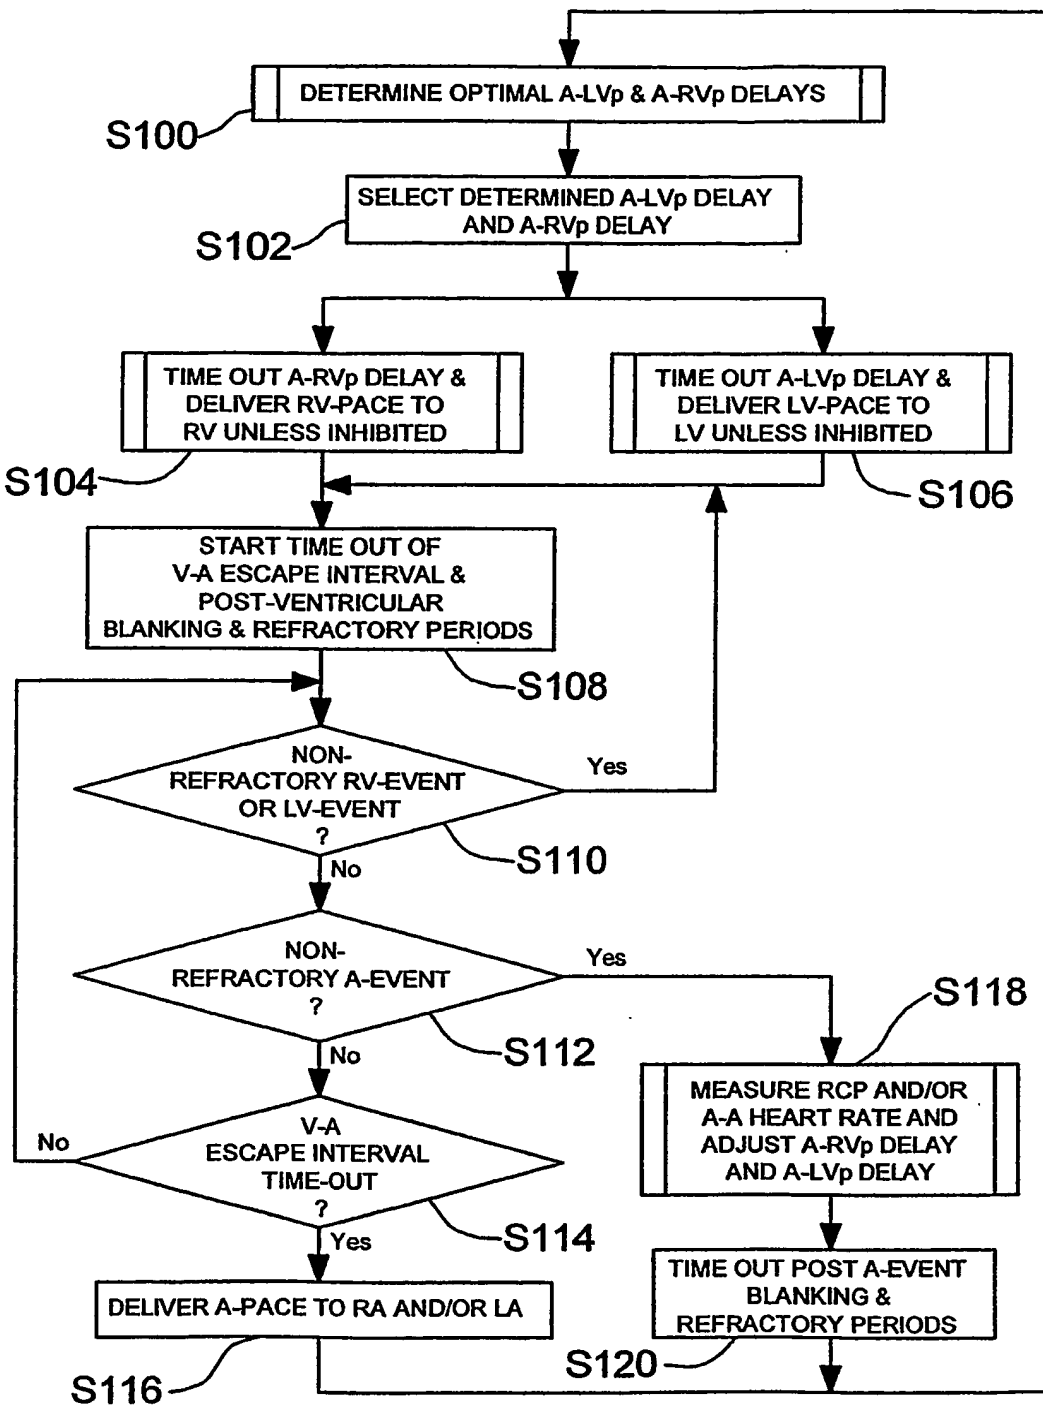 DETERMINE OPTIMAL A-LVp & A-RVp DELAYS
S100
SELECT DETERMINED A-LVp DELAY
AND A-RVp DELAY
S102
TIME OUT A-RVp DELAY &
DELIVER RV-PACE TO
RV UNLESS INHIBITED
S104
TIME OUT A-LVp DELAY &
DELIVER LV-PACE TO
LV UNLESS INHIBITED
S106
START TIME OUT OF
V-A ESCAPE INTERVAL &
POST-VENTRICULAR
BLANKING & REFRACTORY PERIODS
S108
NON-
REFRACTORY RV-EVENT
OR LV-EVENT
?
Yes
S110
No
NON-
REFRACTORY A-EVENT
?
Yes
S112
No
V-A
ESCAPE INTERVAL
TIME-OUT
?
No
S114
Yes
DELIVER A-PACE TO RA AND/OR LA
S116
S118
MEASURE RCP AND/OR
A-A HEART RATE AND
ADJUST A-RVp DELAY
AND A-LVp DELAY
TIME OUT POST A-EVENT
BLANKING &
REFRACTORY PERIODS
S120